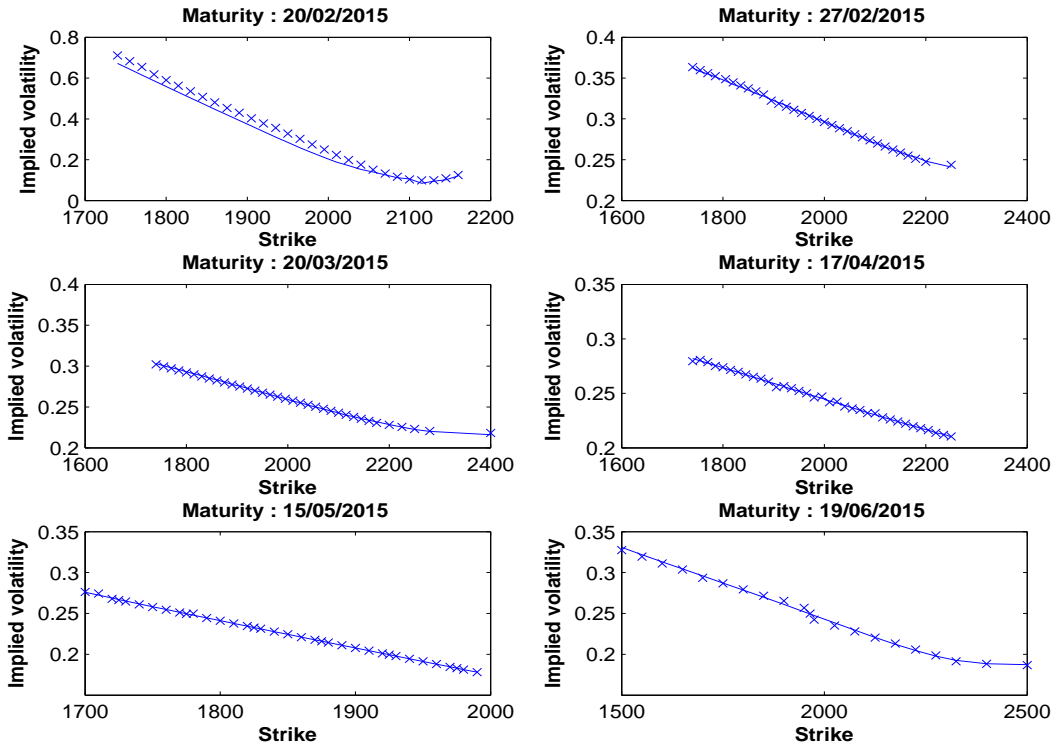 Maturity : 20/02/2015
Implied volatility
0.8
0.6
0.4
0.2
0
1700 1800 1900 2000 2100 2200
Strike
Maturity : 27/02/2015
Implied volatility
0.4
0.35
0.3
0.25
0.2
1600 1800 2000 2200 2400
Strike
Maturity : 20/03/2015
Implied volatility
0.4
0.35
0.3
0.25
0.2
1600 1800 2000 2200 2400
Strike
Maturity : 17/04/2015
Implied volatility
0.35
0.3
0.25
0.2
1600 1800 2000 2200 2400
Strike
Maturity : 15/05/2015
Implied volatility
0.35
0.3
0.25
0.2
1700 1800 1900 2000
Strike
Maturity : 19/06/2015
Implied volatility
0.35
0.3
0.25
0.2
1500 2000 2500
Strike